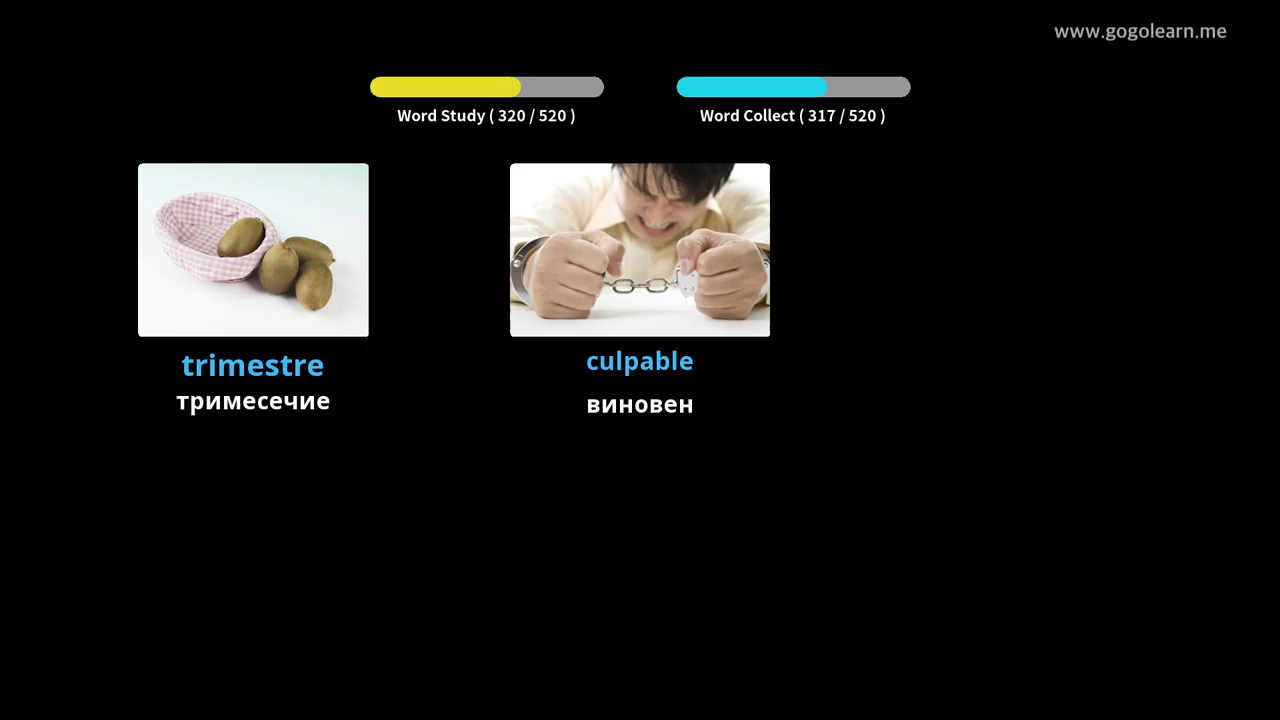 www.gogolearn.me
Word Study ( 320 / 520 )
Word Collect ( 317 / 520 )
trimestre
тримесечие
culpable
виновен